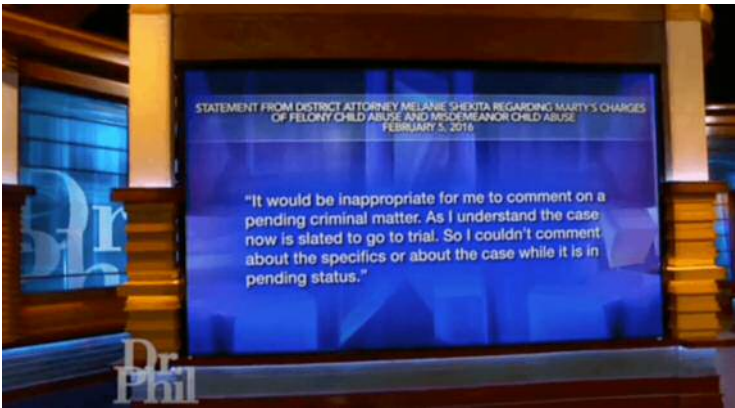 STATEMENT FROM DISTRICT ATTORNEY MELANIE SHEKITA REGARDING MARTY'S CHARGES
OF FELONY CHILD ABUSE AND MISDEMEANOR CHILD ABUSE
FEBRUARY 5, 2016
"It would be inappropriate for me to comment on a
pending criminal matter. As I understand the case
now is slated to go to trial. So I couldn't comment
about the specifics or about the case while it is in
pending status."
Dr.
Phil
Dr.
Phil